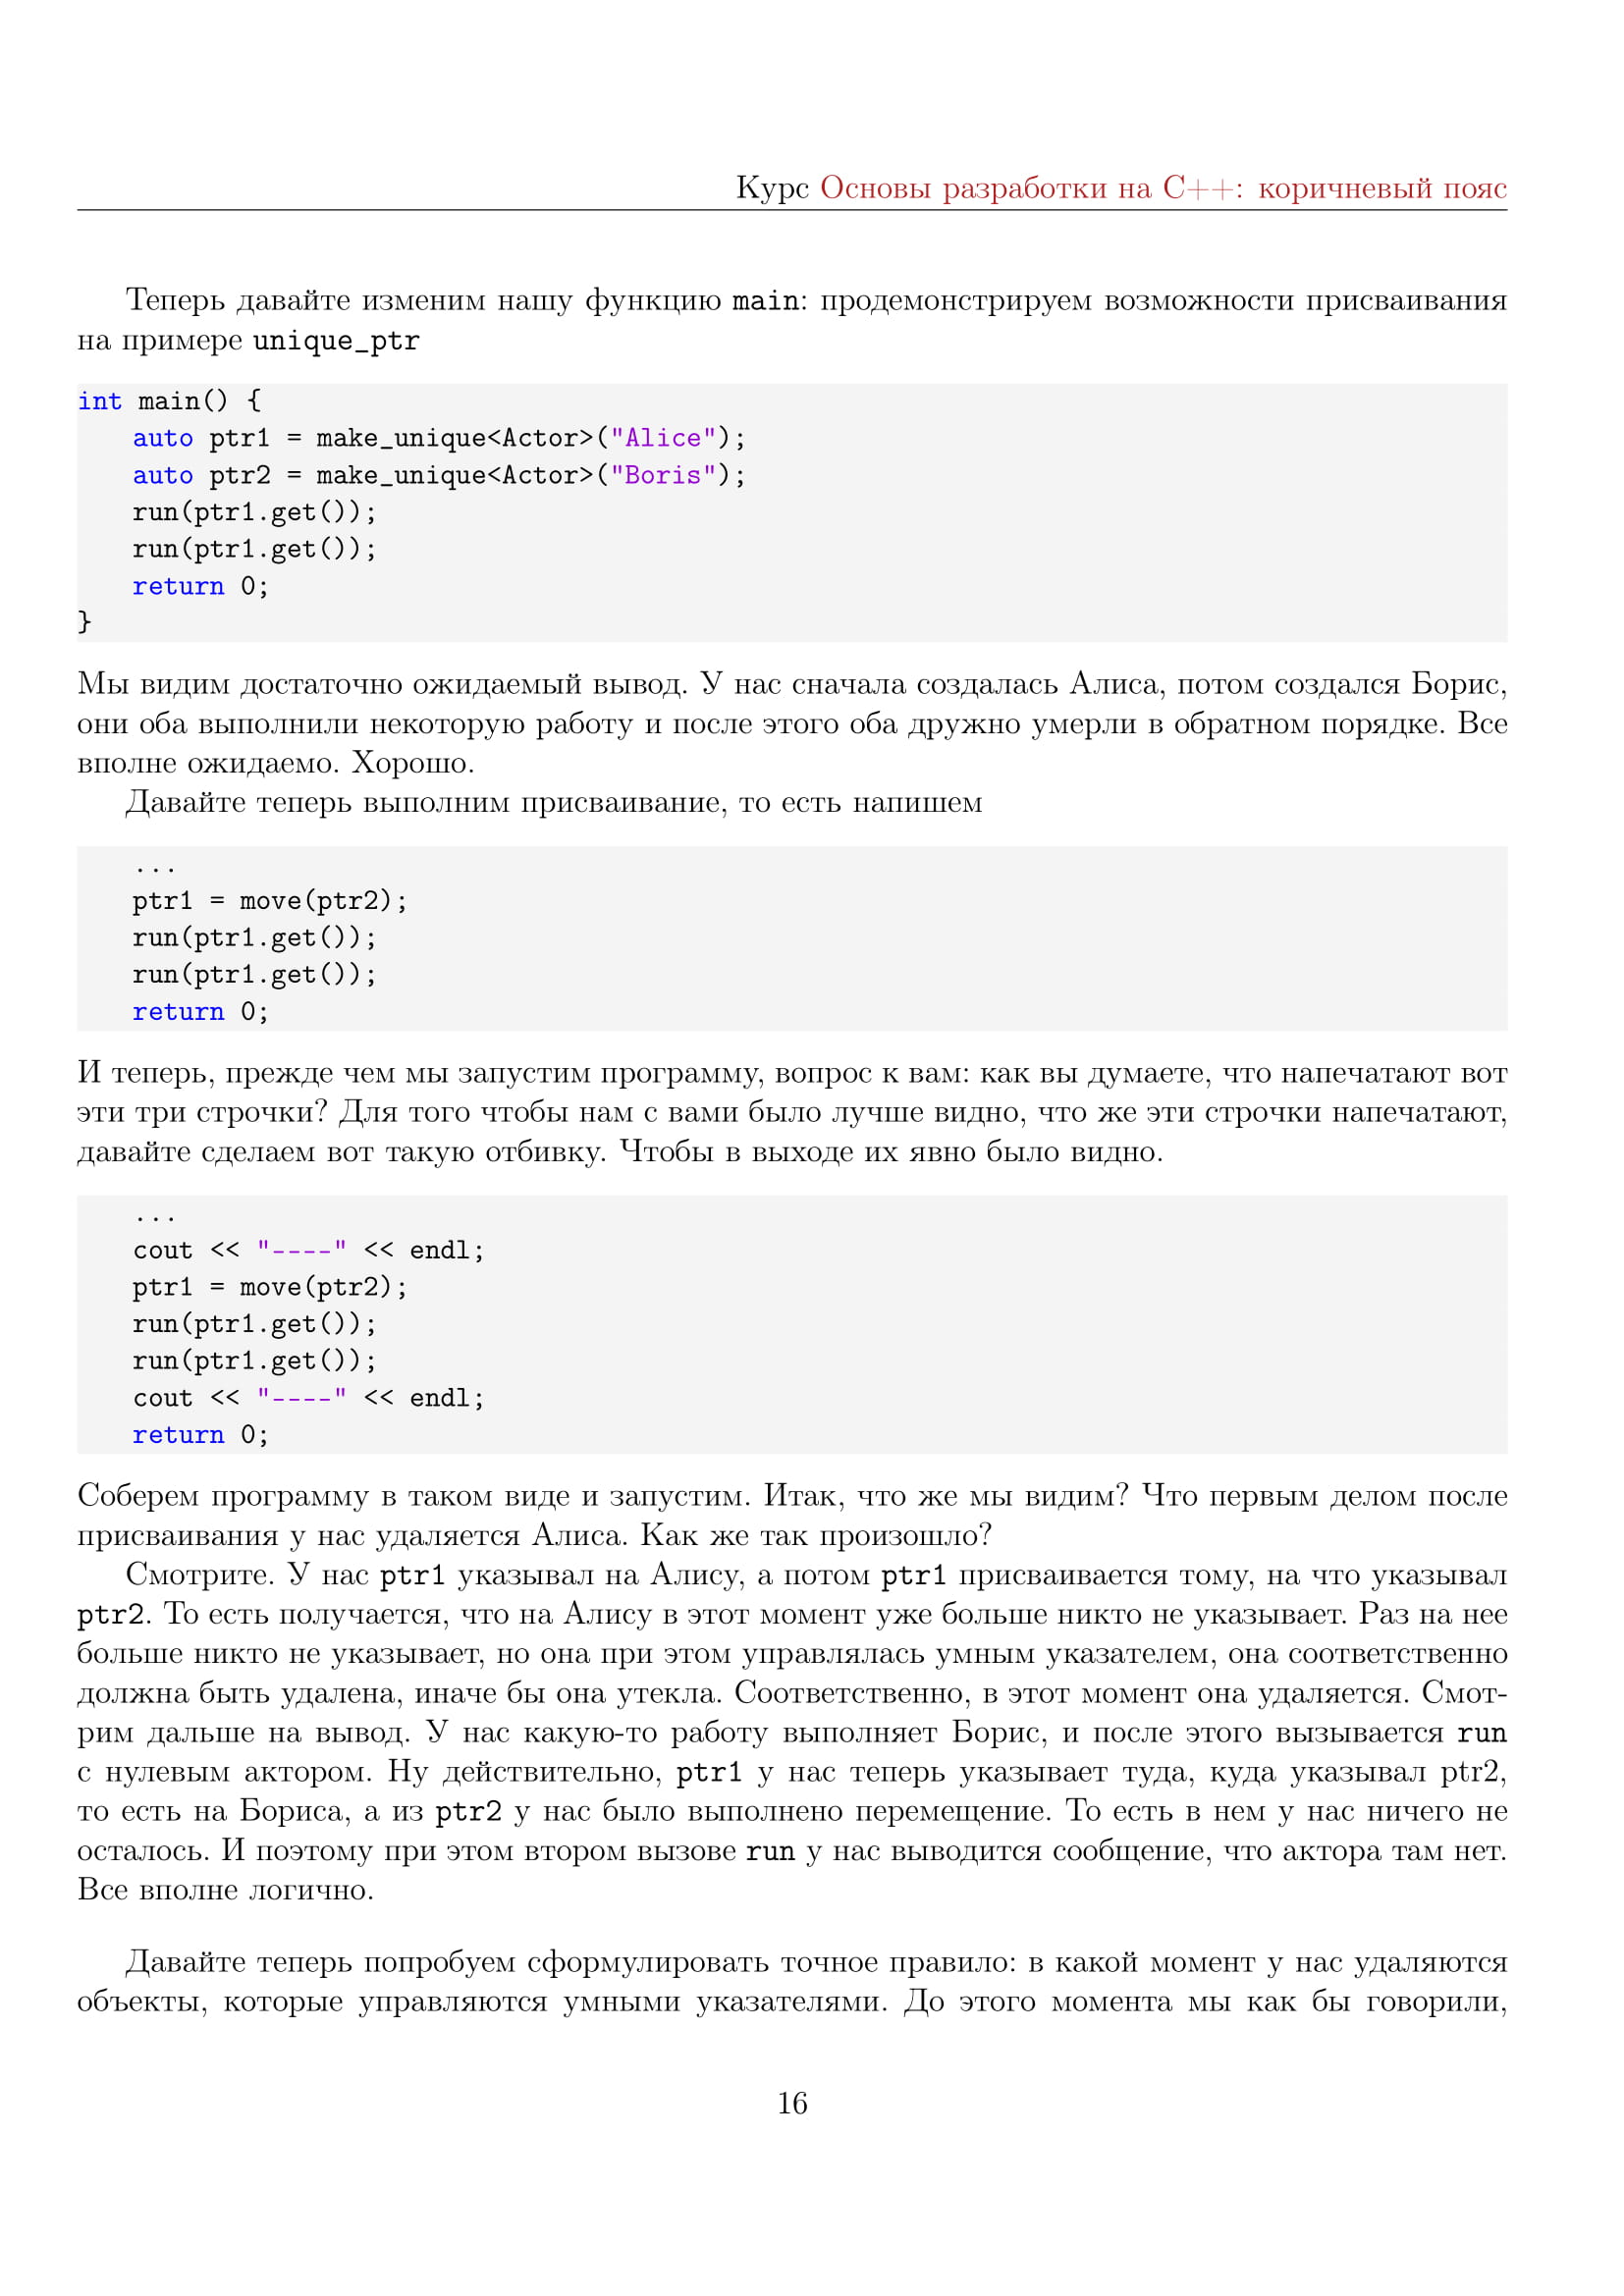 Курс Основы разработки на C++: коричневый пояс
Теперь давайте изменим нашу функцию main: продемонстрируем возможности присваивания
на примере unique_ptr
int main() {
    auto ptr1 = make_unique<Actor>("Alice");
    auto ptr2 = make_unique<Actor>("Boris");
    run(ptr1.get());
    run(ptr1.get());
    return 0;
}
Мы видим достаточно ожидаемый вывод. У нас сначала создалась Алиса, потом создался Борис,
они оба выполнили некоторую работу и после этого оба дружно умерли в обратном порядке. Все
вполне ожидаемо. Хорошо.
Давайте теперь выполним присваивание, то есть напишем
    ...
    ptr1 = move(ptr2);
    run(ptr1.get());
    run(ptr1.get());
    return 0;
И теперь, прежде чем мы запустим программу, вопрос к вам: как вы думаете, что напечатают вот
эти три строчки? Для того чтобы нам с вами было лучше видно, что же эти строчки напечатают,
давайте сделаем вот такую отбивку. Чтобы в выходе их явно было видно.
    ...
    cout << "----" << endl;
    ptr1 = move(ptr2);
    run(ptr1.get());
    run(ptr1.get());
    cout << "----" << endl;
    return 0;
Соберем программу в таком виде и запустим. Итак, что же мы видим? Что первым делом после
присваивания у нас удаляется Алиса. Как же так произошло?
Смотрите. У нас ptr1 указывал на Алису, а потом ptr1 присваивается тому, на что указывал
ptr2. То есть получается, что на Алису в этот момент уже больше никто не указывает. Раз на нее
больше никто не указывает, но она при этом управлялась умным указателем, она соответственно
должна быть удалена, иначе бы она утекла. Соответственно, в этот момент она удаляется. Смот-
рим дальше на вывод. У нас какую-то работу выполняет Борис, и после этого вызывается run
с нулевым актором. Ну действительно, ptr1 у нас теперь указывает туда, куда указывал ptr2,
то есть на Бориса, а из ptr2 у нас было выполнено перемещение. То есть в нем у нас ничего не
осталось. И поэтому при этом втором вызове run у нас выводится сообщение, что актора там нет.
Все вполне логично.
Давайте теперь попробуем сформулировать точное правило: в какой момент у нас удаляются
объекты, которые управляются умными указателями. До этого момента мы как бы говорили,
16